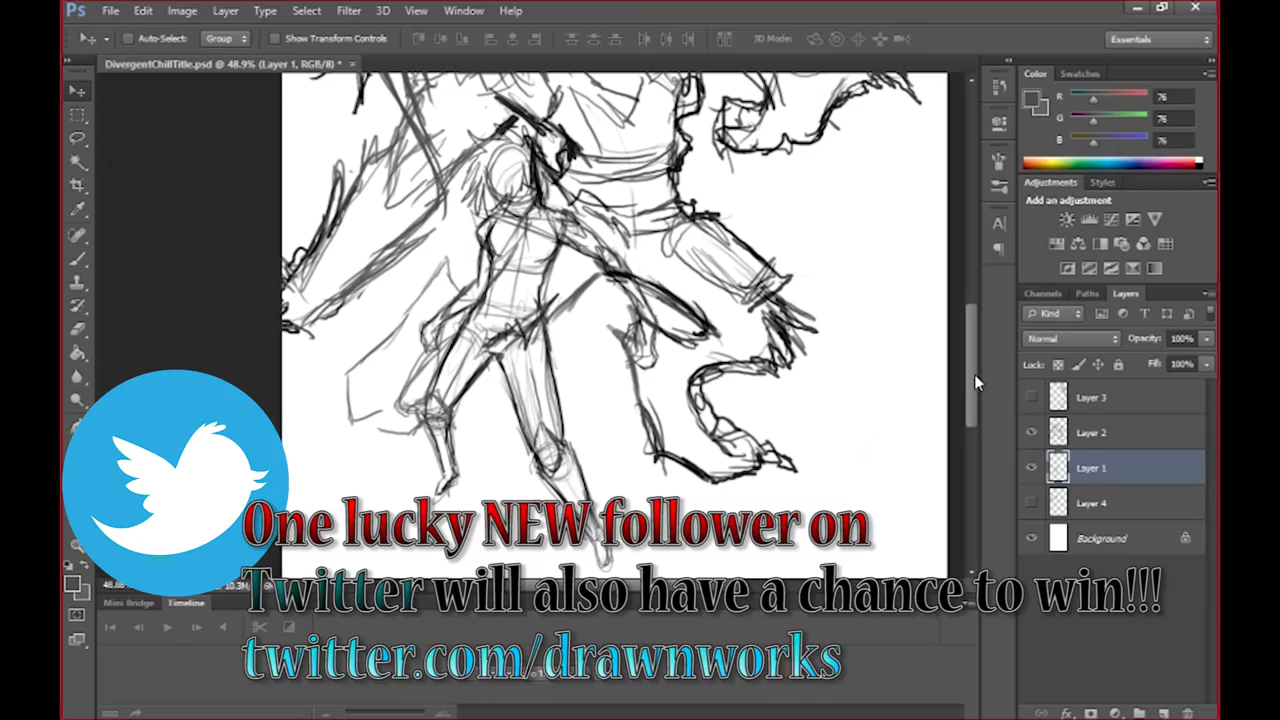 Ps File Edit Image Layer Type Select Filter 3D View Window Help
Auto-Select: Group Show Transform Controls 3D Mode: Essentials
DivergentChillTitle.psd @ 48.9% (Layer 1, RGB/8) *
Color Swatches
R 76
G 76
B 76
Adjustments Styles
Add an adjustment
Channels Paths Layers
Kind
Normal Opacity: 100%
Lock: Fill: 100%
Layer 3
Layer 2
Layer 1
Layer 4
Background
One lucky NEW follower on
Twitter will also have a chance to win!!!
twitter.com/drawnworks
Mini Bridge Timeline